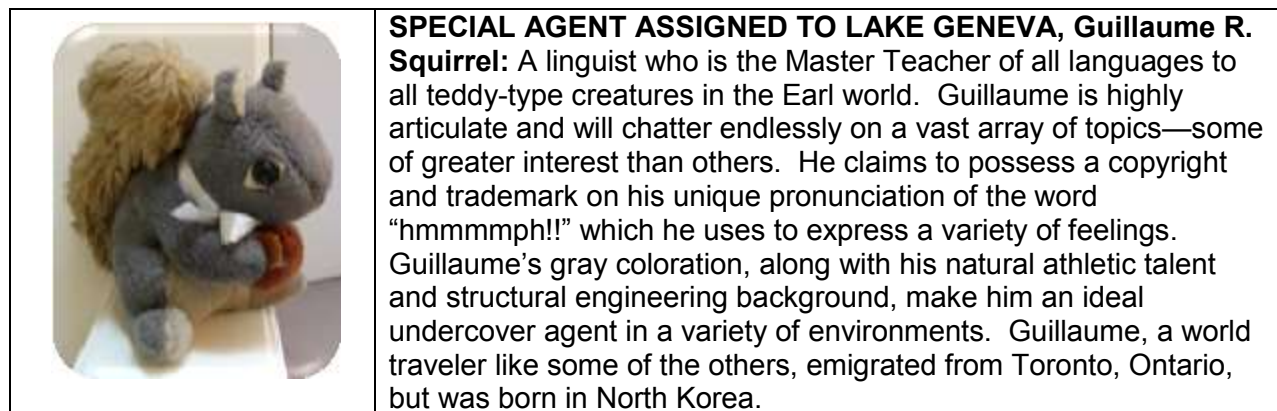 SPECIAL AGENT ASSIGNED TO LAKE GENEVA, Guillaume R.
Squirrel: A linguist who is the Master Teacher of all languages to
all teddy-type creatures in the Earl world.  Guillaume is highly
articulate and will chatter endlessly on a vast array of topics—some
of greater interest than others.  He claims to possess a copyright
and trademark on his unique pronunciation of the word
“hmmmmph!!” which he uses to express a variety of feelings.
Guillaume’s gray coloration, along with his natural athletic talent
and structural engineering background, make him an ideal
undercover agent in a variety of environments.  Guillaume, a world
traveler like some of the others, emigrated from Toronto, Ontario,
but was born in North Korea.